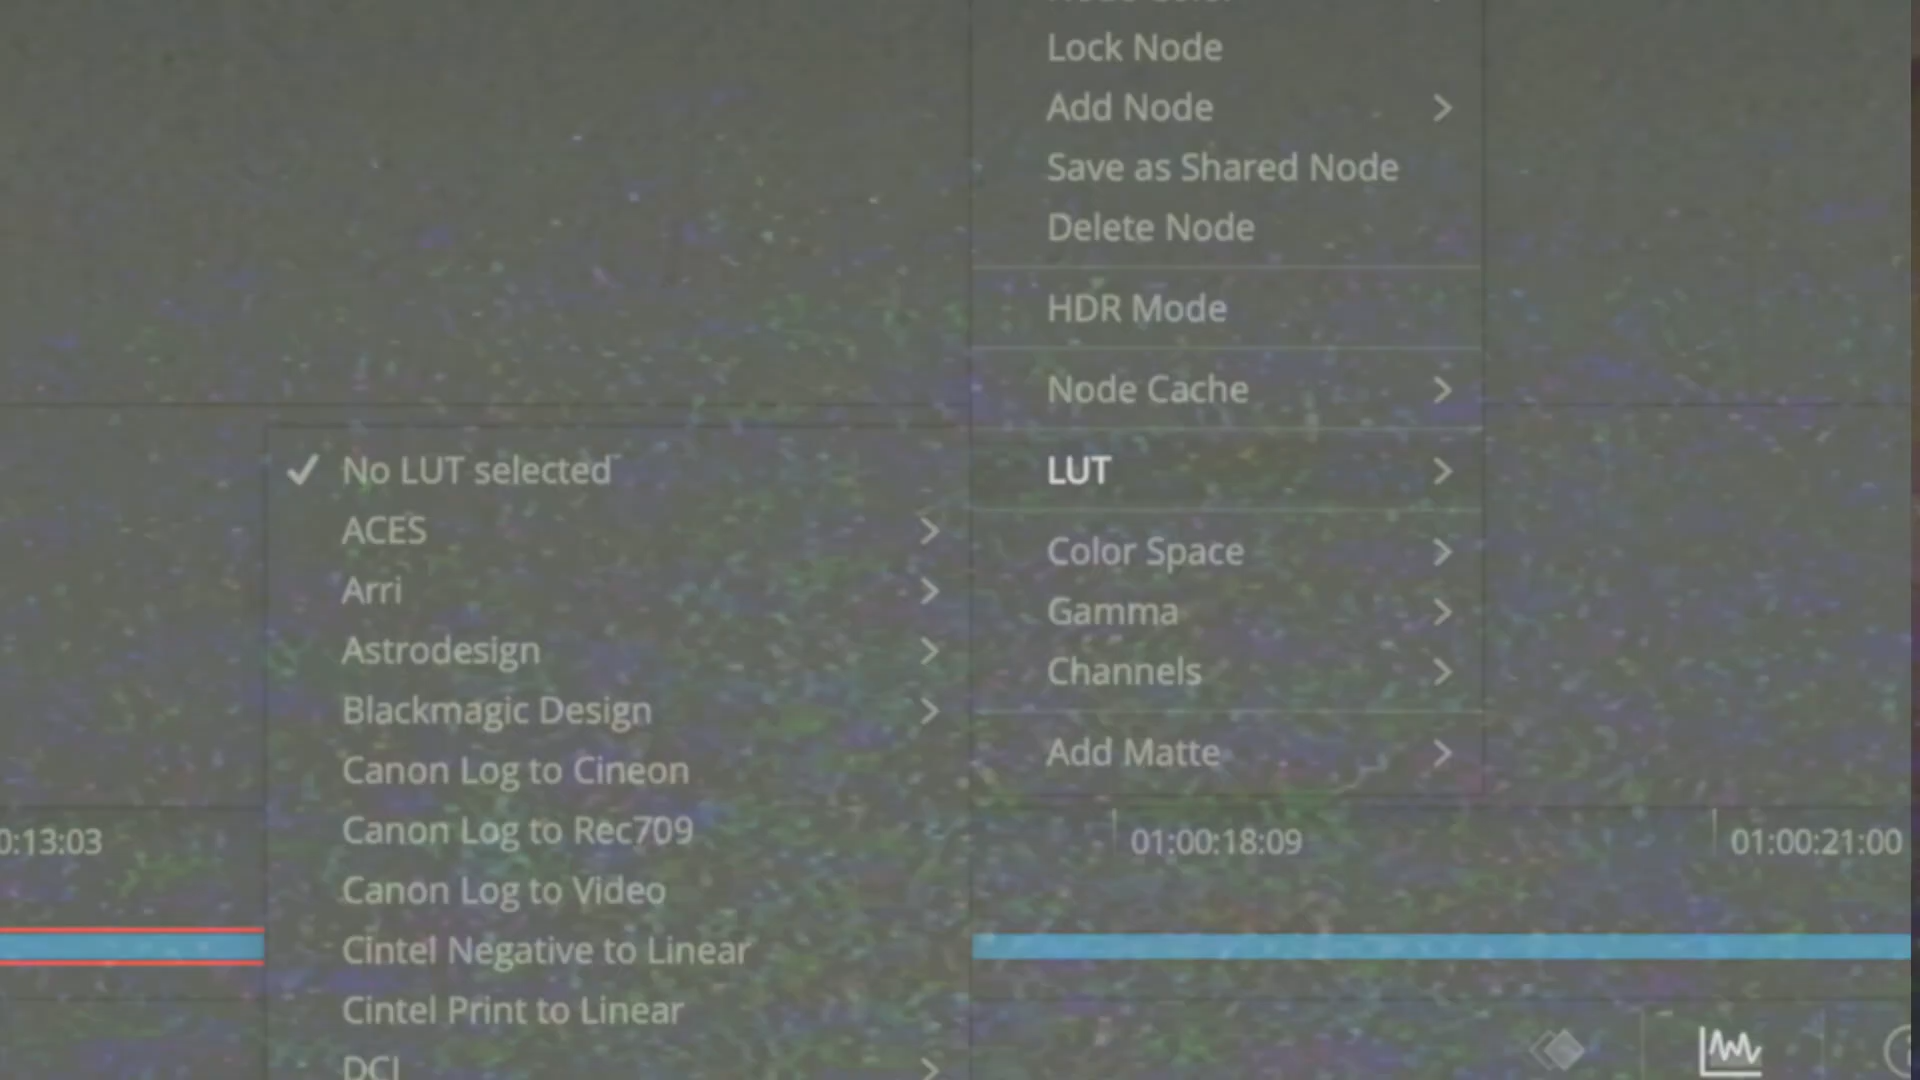 Lock Node
Add Node
Save as Shared Node
Delete Node
HDR Mode
Node Cache
LUT
Color Space
Gamma
Channels
Add Matte
No LUT selected
ACES
Arri
Astrodesign
Blackmagic Design
Canon Log to Cineon
Canon Log to Rec709
Canon Log to Video
Cintel Negative to Linear
Cintel Print to Linear
DCI
0:13:03
01:00:18:09
01:00:21:00